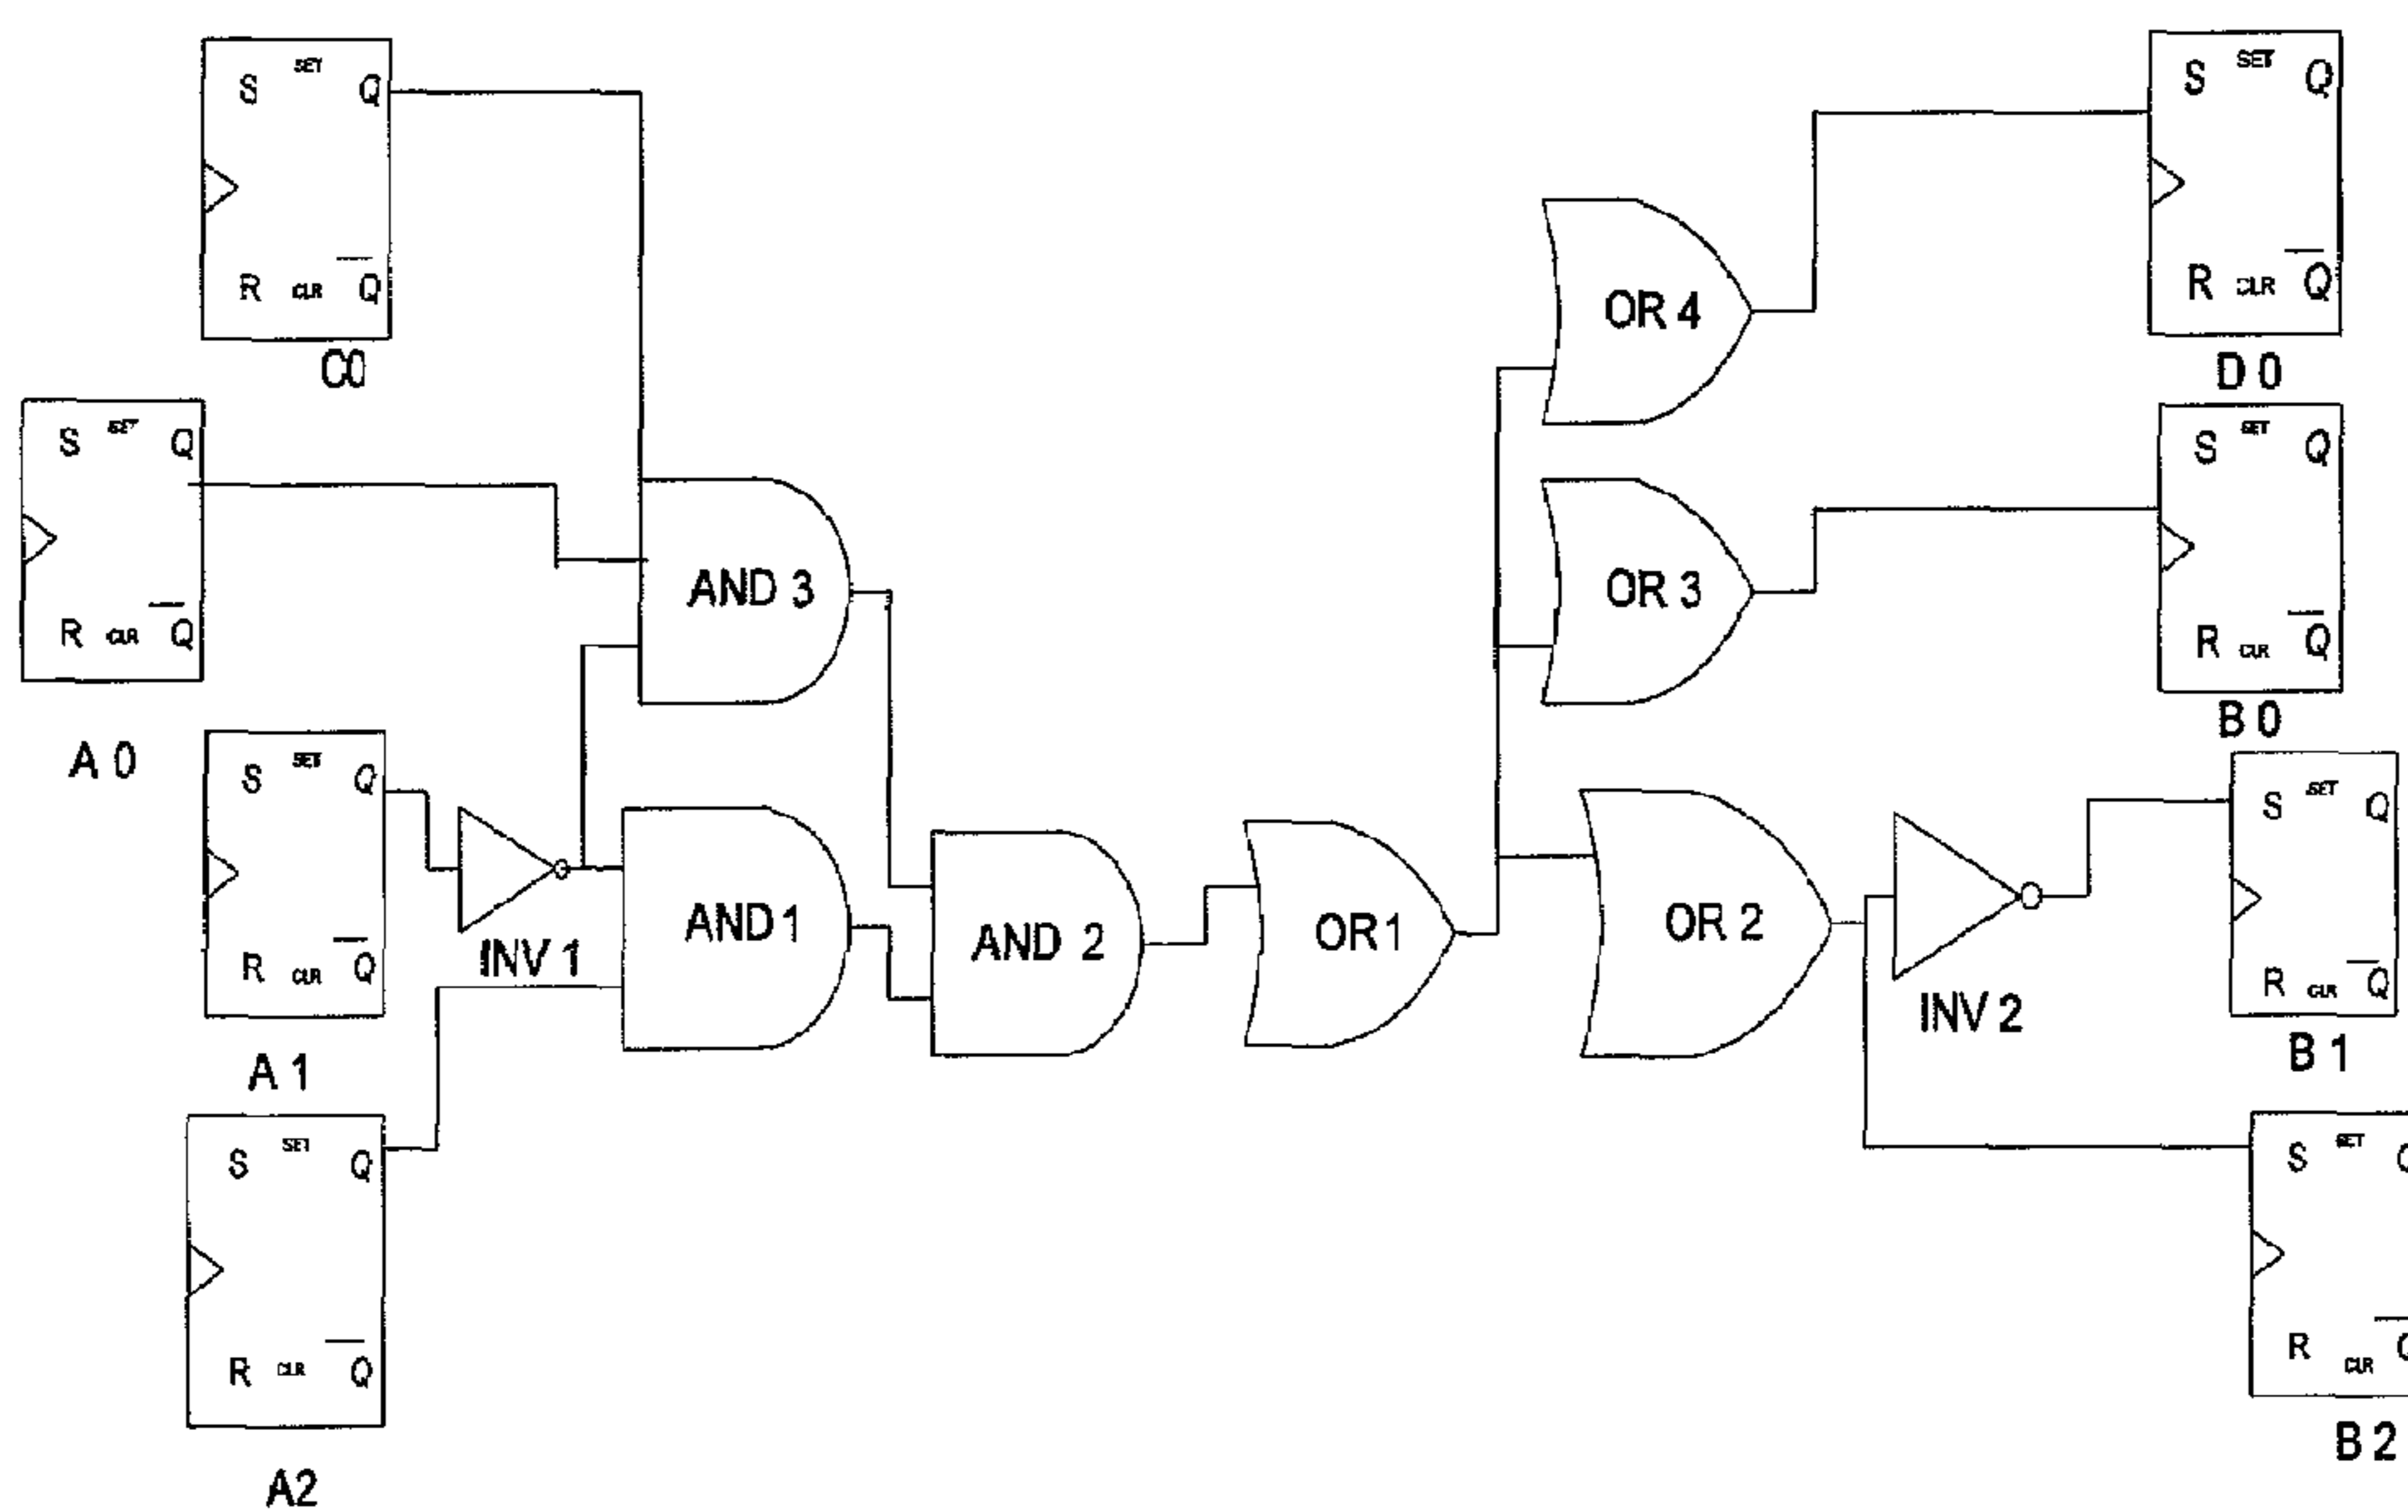 S SET Q
R CLR Q
C0
S SET Q
R CLR Q
A 0
S SET Q
R CLR Q
A 1
S SET Q
R CLR Q
A2
INV 1
AND 3
AND 1
AND 2
OR 1
OR 4
OR 3
OR 2
INV 2
S SET Q
R CLR Q
D 0
S SET Q
R CLR Q
B 0
S SET Q
R CLR Q
B 1
S SET
R CLR
B 2